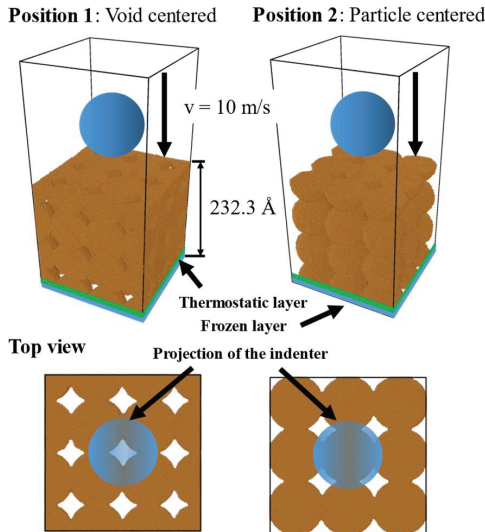 Position 1: Void centered
Position 2: Particle centered
v = 10 m/s
232.3 Å
Thermostatic layer
Frozen layer
Top view
Projection of the indenter